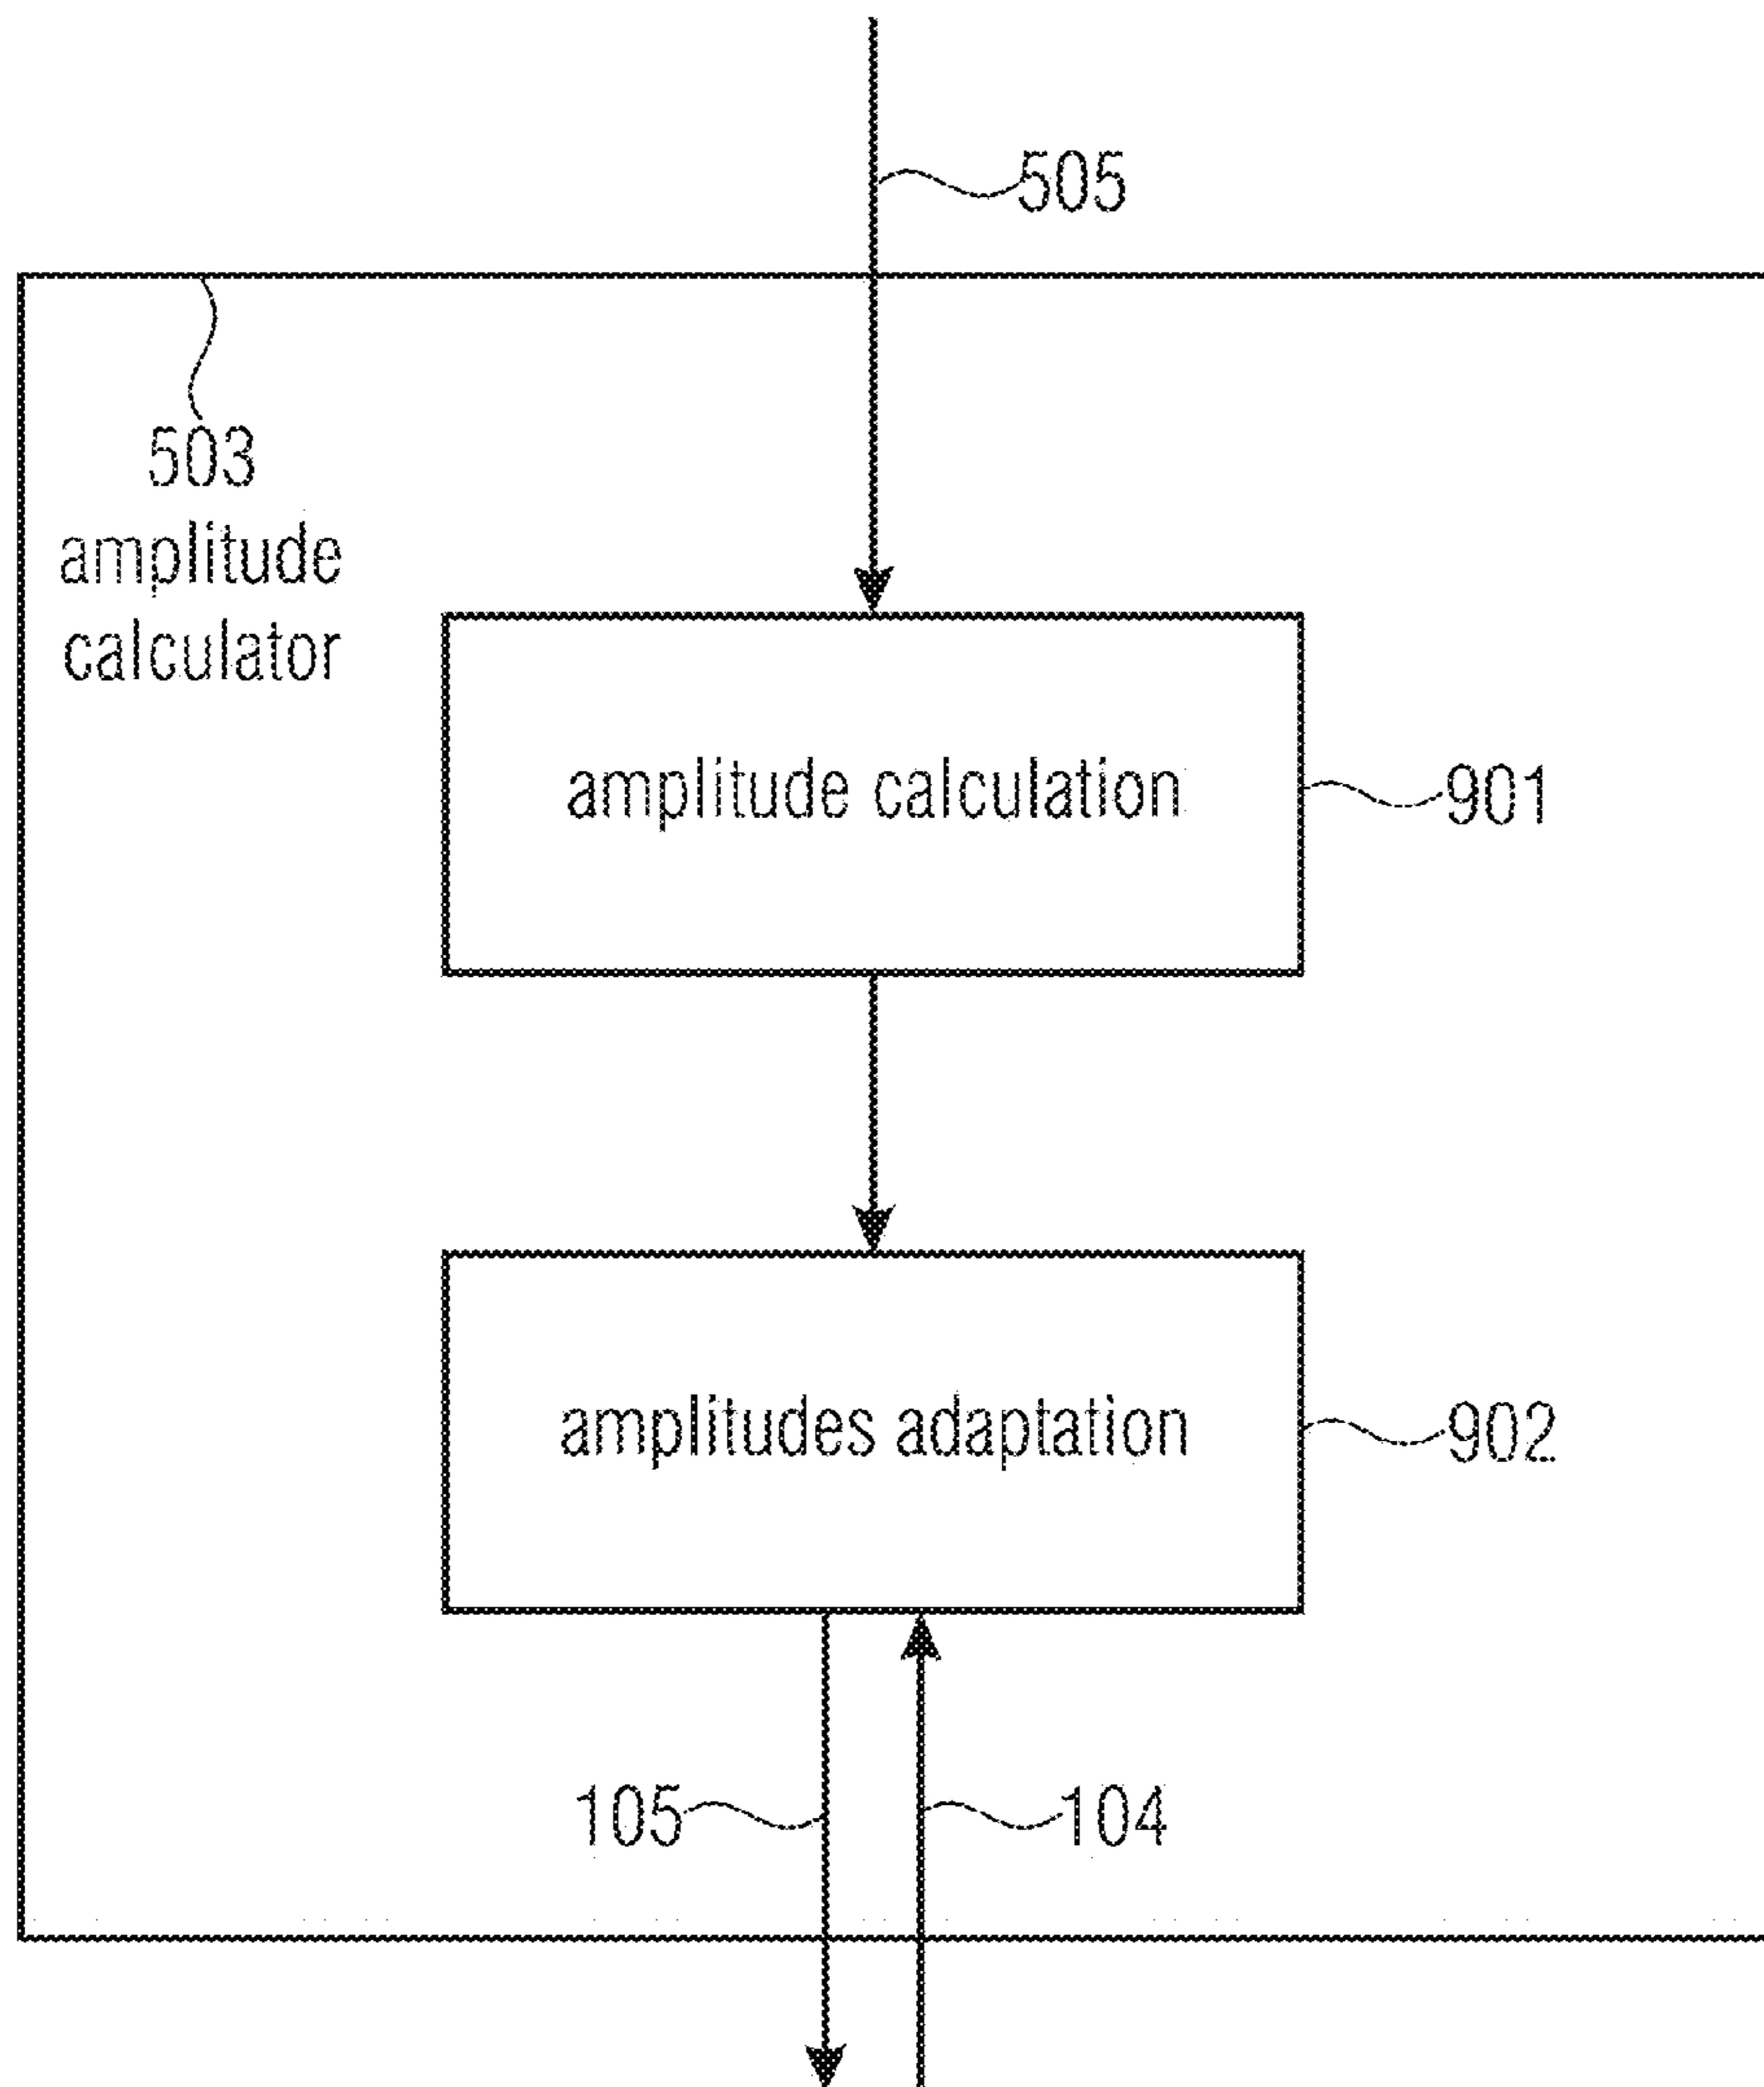 505
503
amplitude
calculator
amplitude calculation
901
amplitudes adaptation
902
105
104